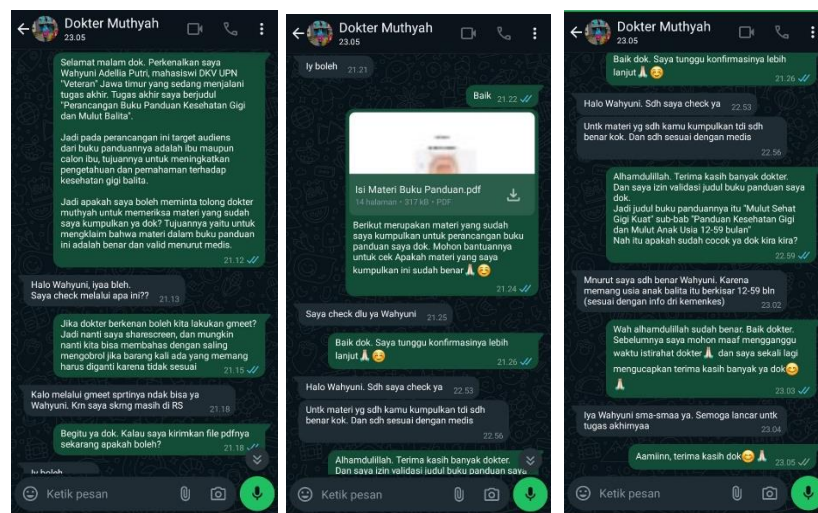 Dokter Muthyah
23.05
Selamat malam dok. Perkenalkan saya
Wahyuni Adellia Putri, mahasiswi DKV UPN
"Veteran" Jawa timur yang sedang menjalani
tugas akhir. Tugas akhir saya berjudul
"Perancangan Buku Panduan Kesehatan Gigi
dan Mulut Balita".
Jadi pada perancangan ini target audiens
dari buku panduannya adalah ibu maupun
calon ibu, tujuannya untuk meningkatkan
pengetahuan dan pemahaman terhadap
kesehatan gigi balita.
Jadi apakah saya boleh meminta tolong dokter
muthyah untuk memeriksa materi yang sudah
saya kumpulkan ya dok? Tujuannya yaitu untuk
mengklaim bahwa materi dalam buku panduan
ini adalah benar dan valid menurut medis.
21.12
Halo Wahyuni, iyaa bleh.
Saya check melalui apa ini?? 21.13
Jika dokter berkenan boleh kita lakukan gmeet?
Jadi nanti saya sharescreen, dan mungkin
nanti kita bisa membahas dengan saling
mengobrol jika barang kali ada yang memang
harus diganti karena tidak sesuai
21.15
Kalo melalui gmeet sprtinya ndak bisa ya
Wahyuni. Krn saya skrng masih di RS
21.18
Begitu ya dok. Kalau saya kirimkan file pdfnya
sekarang apakah boleh?
21.18
Iy boleh
Ketik pesan
Dokter Muthyah
23.05
Iy boleh 21.21
Baik 21.22
Isi Materi Buku Panduan.pdf
14 halaman • 317 kB • PDF
Berikut merupakan materi yang sudah
saya kumpulkan untuk perancangan buku
panduan saya dok. Mohon bantuannya
untuk cek Apakah materi yang saya
kumpulkan ini sudah benar🙏🏻☺️
21.24
Saya check dlu ya Wahyuni 21.25
Baik dok. Saya tunggu konfirmasinya lebih
lanjut🙏🏻☺️
21.26
Halo Wahyuni. Sdh saya check ya 22.53
Untk materi yg sdh kamu kumpulkan tdi sdh
benar kok. Dan sdh sesuai dengan medis
22.56
Alhamdulillah. Terima kasih banyak dokter.
Dan saya izin validasi judul buku panduan saya
Ketik pesan
Dokter Muthyah
23.05
Baik dok. Saya tunggu konfirmasinya lebih
lanjut🙏🏻☺️
21.26
Halo Wahyuni. Sdh saya check ya 22.53
Untk materi yg sdh kamu kumpulkan tdi sdh
benar kok. Dan sdh sesuai dengan medis
22.56
Alhamdulillah. Terima kasih banyak dokter.
Dan saya izin validasi judul buku panduan saya
dok.
Jadi judul buku panduannya itu "Mulut Sehat
Gigi Kuat" sub-bab "Panduan Kesehatan Gigi
dan Mulut Anak Usia 12-59 bulan"
Nah itu apakah sudah cocok ya dok kira kira?
22.59
Mnurut saya sdh benar Wahyuni. Karena
memang usia anak balita itu berkisar 12-59 bln
(sesuai dengan info dri kemenkes)
23.02
Wah alhamdulillah sudah benar. Baik dokter.
Sebelumnya saya mohon maaf mengganggu
waktu istirahat dokter🙏🏻 dan saya sekali lagi
mengucapkan terima kasih banyak ya dok😊
🙏🏻
23.03
Iya Wahyuni sma-smaa ya. Semoga lancar untk
tugas akhirnyaa
23.04
Aamiinn, terima kasih dok😊🙏🏻 23.05
Ketik pesan